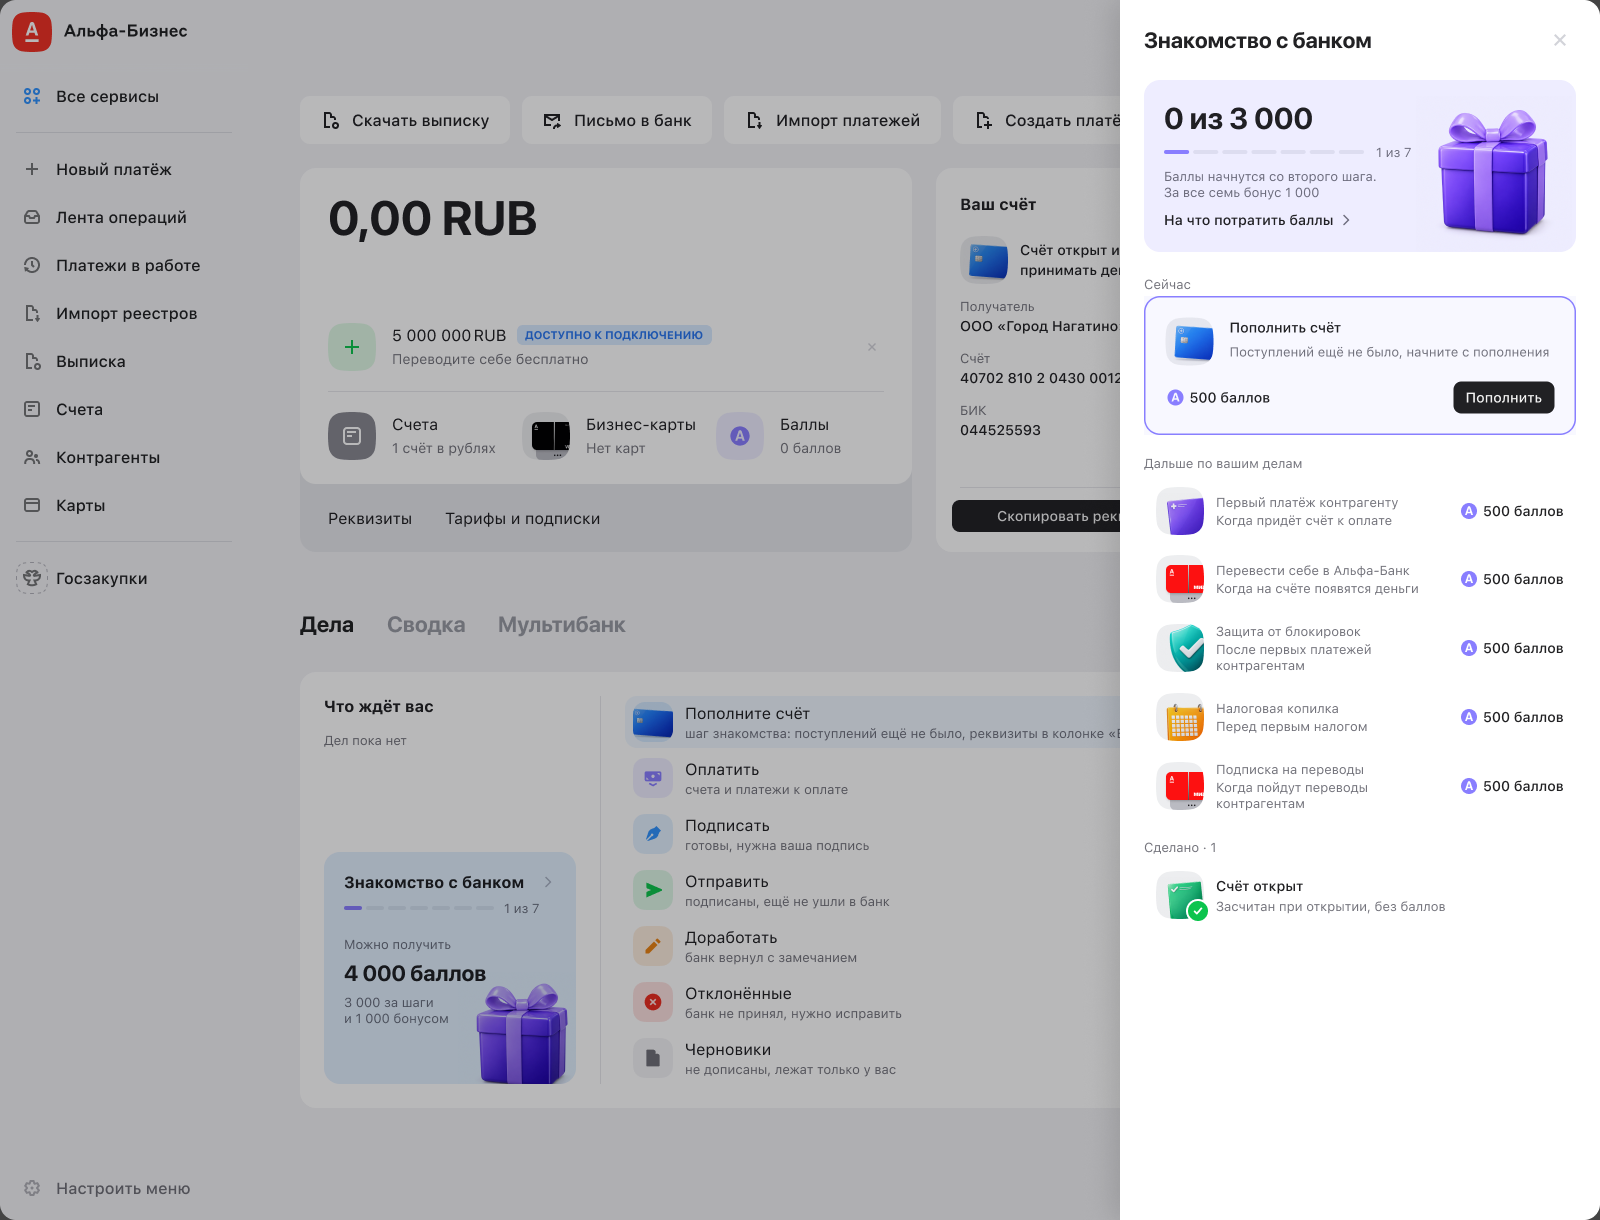 Альфа-Бизнес
Все сервисы
Новый платёж
Лента операций
Платежи в работе
Импорт реестров
Выписка
Счета
Контрагенты
Карты
Госзакупки
Настроить меню
Скачать выписку
Письмо в банк
Импорт платежей
Создать платё
0,00 RUB
5 000 000 RUB
ДОСТУПНО К ПОДКЛЮЧЕНИЮ
Переводите себе бесплатно
Счета
1 счёт в рублях
Бизнес-карты
Нет карт
Баллы
0 баллов
Реквизиты
Тарифы и подписки
Ваш счёт
Счёт открыт и
принимать де
Получатель
ООО «Город Нагатино
Счёт
40702 810 2 0430 0012
БИК
044525593
Скопировать рек
Дела
Сводка
Мультибанк
Что ждёт вас
Дел пока нет
Знакомство с банком
1 из 7
Можно получить
4 000 баллов
3 000 за шаги
и 1 000 бонусом
Пополните счёт
шаг знакомства: поступлений ещё не было, реквизиты в колонке «
Оплатить
счета и платежи к оплате
Подписать
готовы, нужна ваша подпись
Отправить
подписаны, ещё не ушли в банк
Доработать
банк вернул с замечанием
Отклонённые
банк не принял, нужно исправить
Черновики
не дописаны, лежат только у вас
Знакомство с банком
0 из 3 000
1 из 7
Баллы начнутся со второго шага.
За все семь бонус 1 000
На что потратить баллы
Сейчас
Пополнить счёт
Поступлений ещё не было, начните с пополнения
500 баллов
Пополнить
Дальше по вашим делам
Первый платёж контрагенту
Когда придёт счёт к оплате
500 баллов
Перевести себе в Альфа-Банк
Когда на счёте появятся деньги
500 баллов
Защита от блокировок
После первых платежей
контрагентам
500 баллов
Налоговая копилка
Перед первым налогом
500 баллов
Подписка на переводы
Когда пойдут переводы
контрагентам
500 баллов
Сделано · 1
Счёт открыт
Засчитан при открытии, без баллов